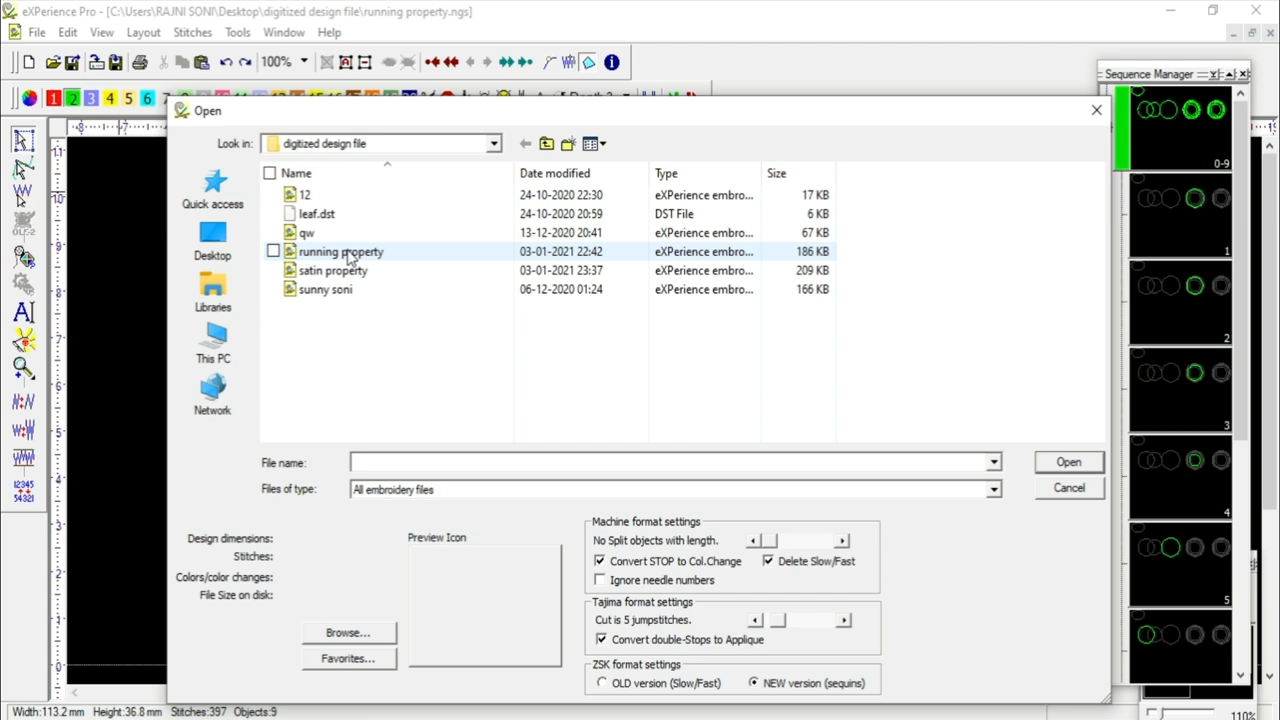 eXPerience Pro - [C:\Users\RAJNI SONI\Desktop\digitized design file\running property.ngs]
File Edit View Layout Stitches Tools Window Help
100%
Sequence Manager
1 2 3 4 5 6 7
Open
Look in: digitized design file
Name Date modified Type Size
12 24-10-2020 22:30 eXPerience embro... 17 KB
leaf.dst 24-10-2020 20:59 DST File 6 KB
qw 13-12-2020 20:41 eXPerience embro... 67 KB
running property 03-01-2021 22:42 eXPerience embro... 186 KB
satin property 03-01-2021 23:37 eXPerience embro... 209 KB
sunny soni 06-12-2020 01:24 eXPerience embro... 166 KB
Quick access
Desktop
Libraries
This PC
Network
File name: Open
Files of type: All embroidery files Cancel
Design dimensions:
Stitches:
Colors/color changes:
File Size on disk:
Preview Icon
Browse...
Favorites...
Machine format settings
No Split objects with length.
Convert STOP to Col.Change Delete Slow/Fast
Ignore needle numbers
Tajima format settings
Cut is 5 jumpstitches.
Convert double-Stops to Applique
ZSK format settings
OLD version (Slow/Fast) NEW version (sequins)
0-9
1
2
3
4
5
12345
54321
Width:113.2 mm Height:36.8 mm Stitches:397 Objects:9
110%